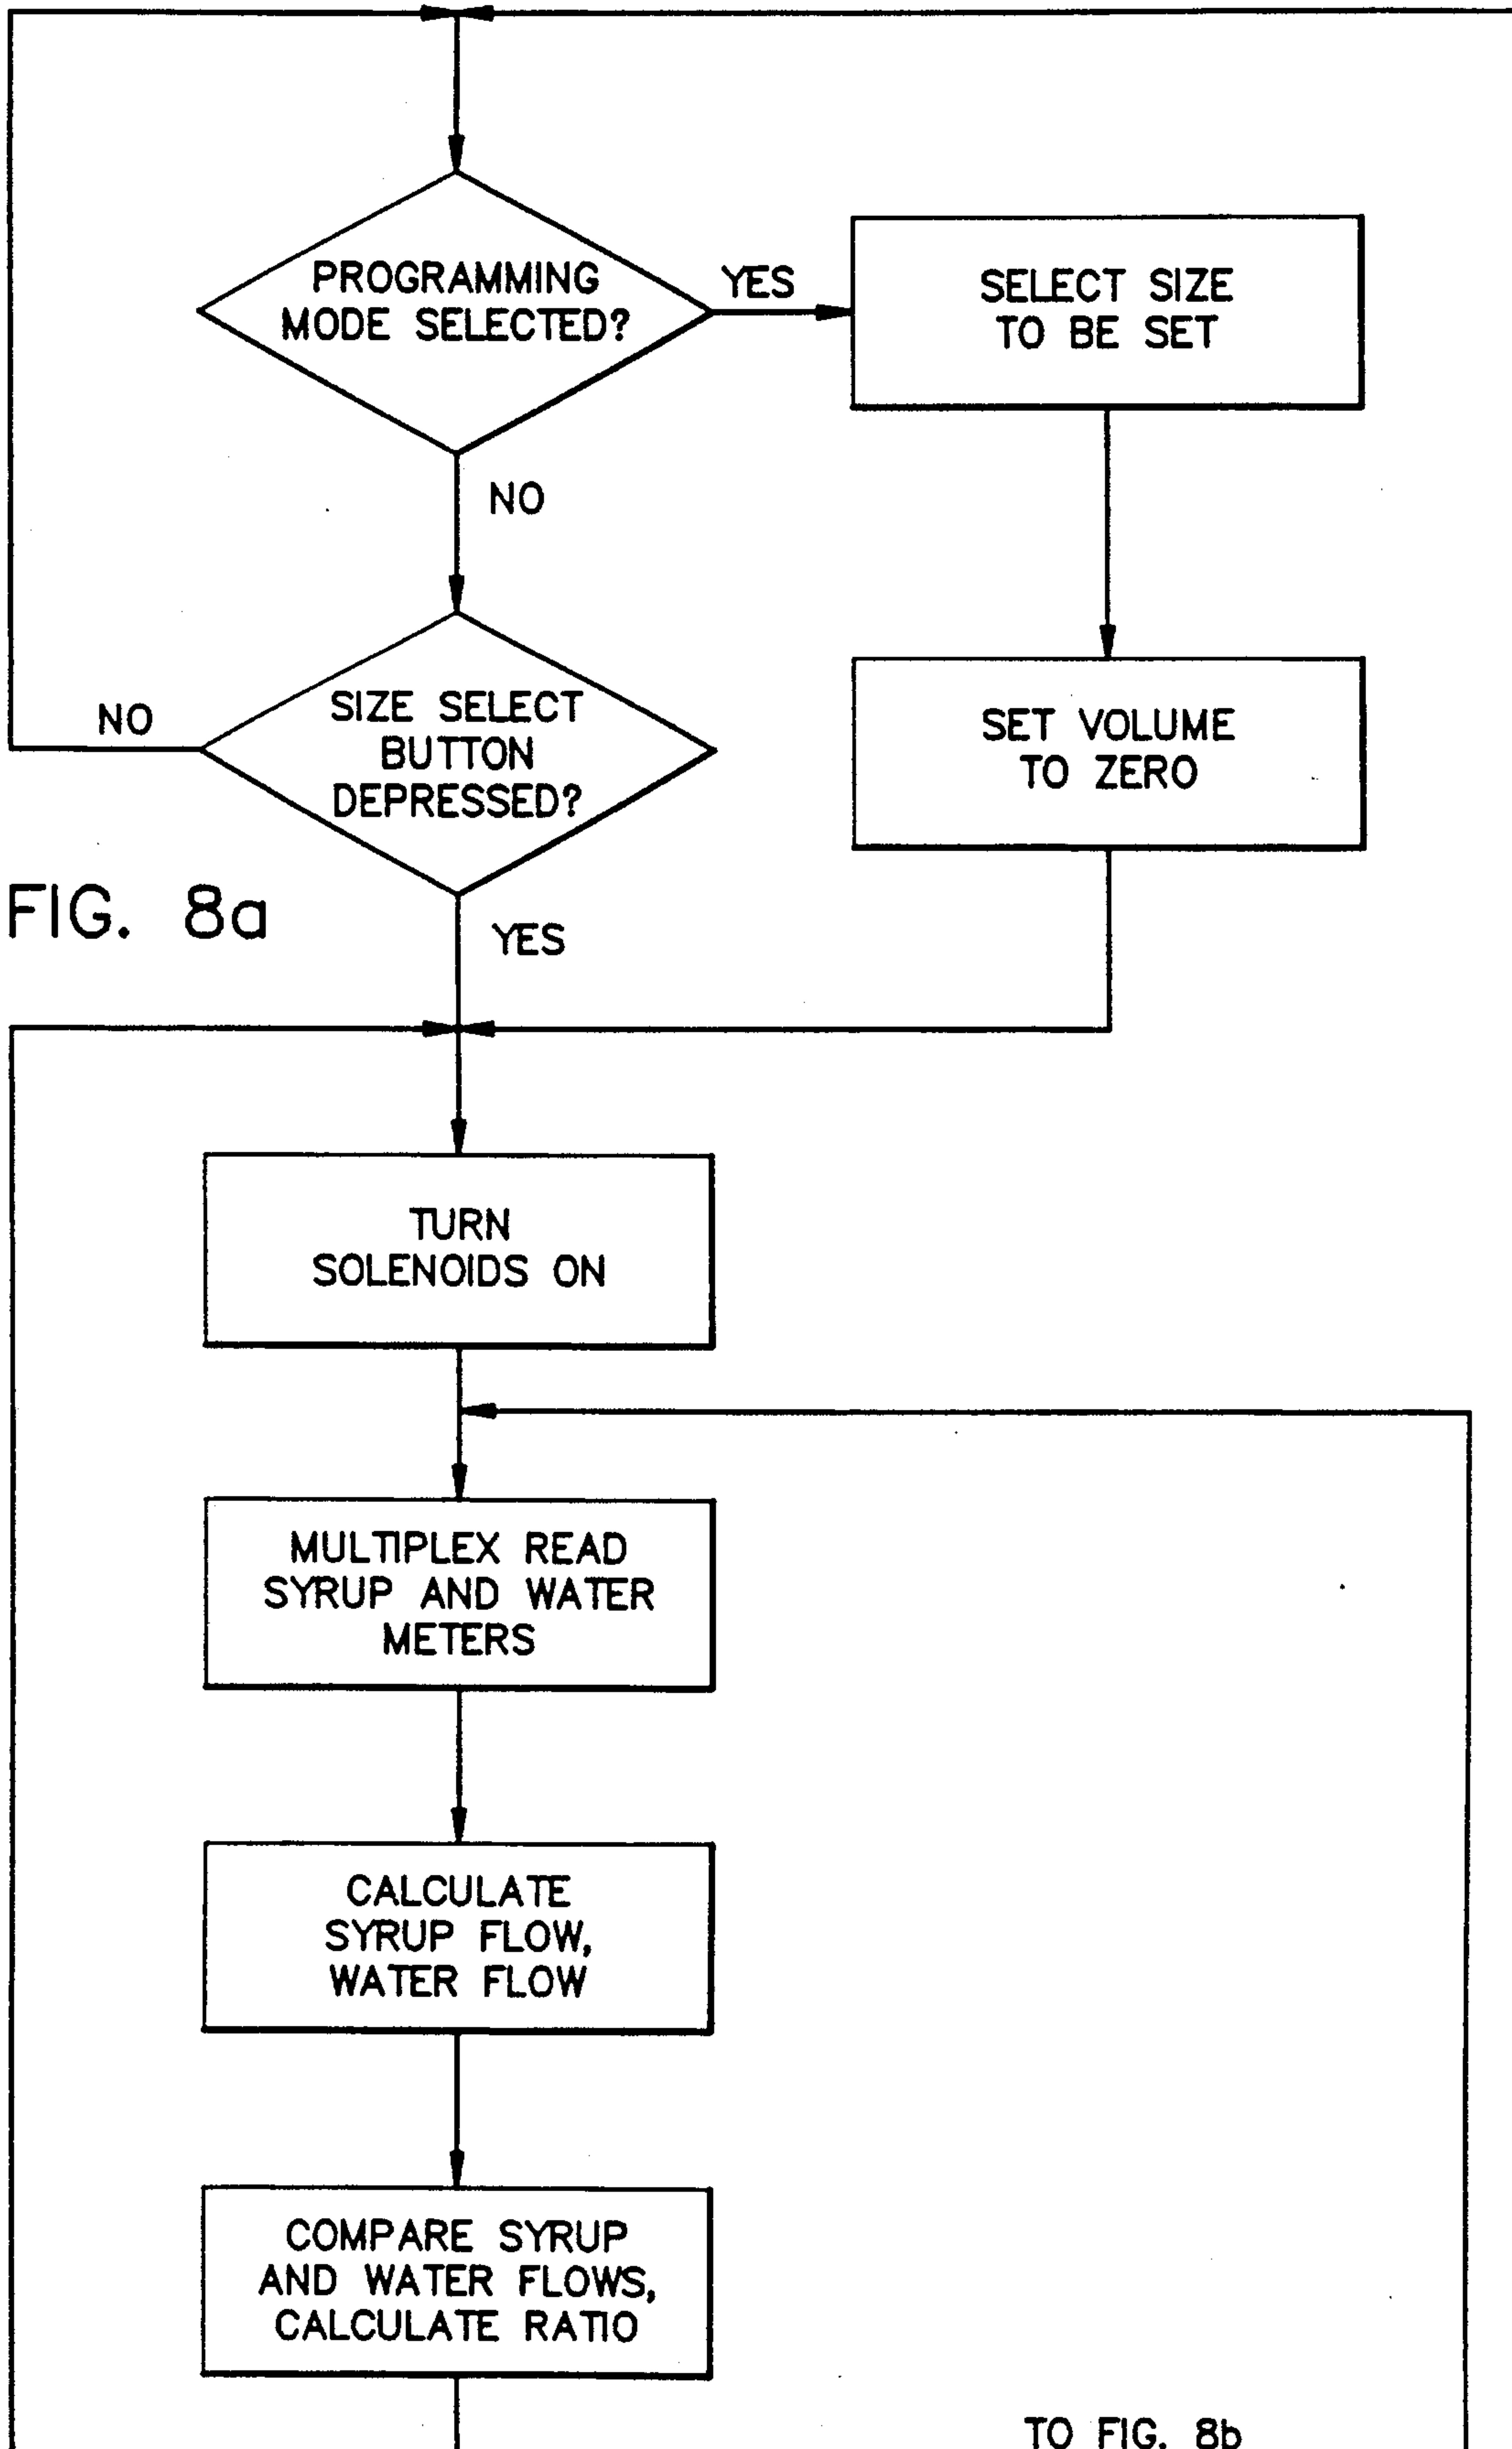 PROGRAMMING
MODE SELECTED?
YES
SELECT SIZE
TO BE SET
NO
SIZE SELECT
BUTTON
DEPRESSED?
NO
SET VOLUME
TO ZERO
FIG. 8a
YES
TURN
SOLENOIDS ON
MULTIPLEX READ
SYRUP AND WATER
METERS
CALCULATE
SYRUP FLOW,
WATER FLOW
COMPARE SYRUP
AND WATER FLOWS,
CALCULATE RATIO
TO FIG. 8b